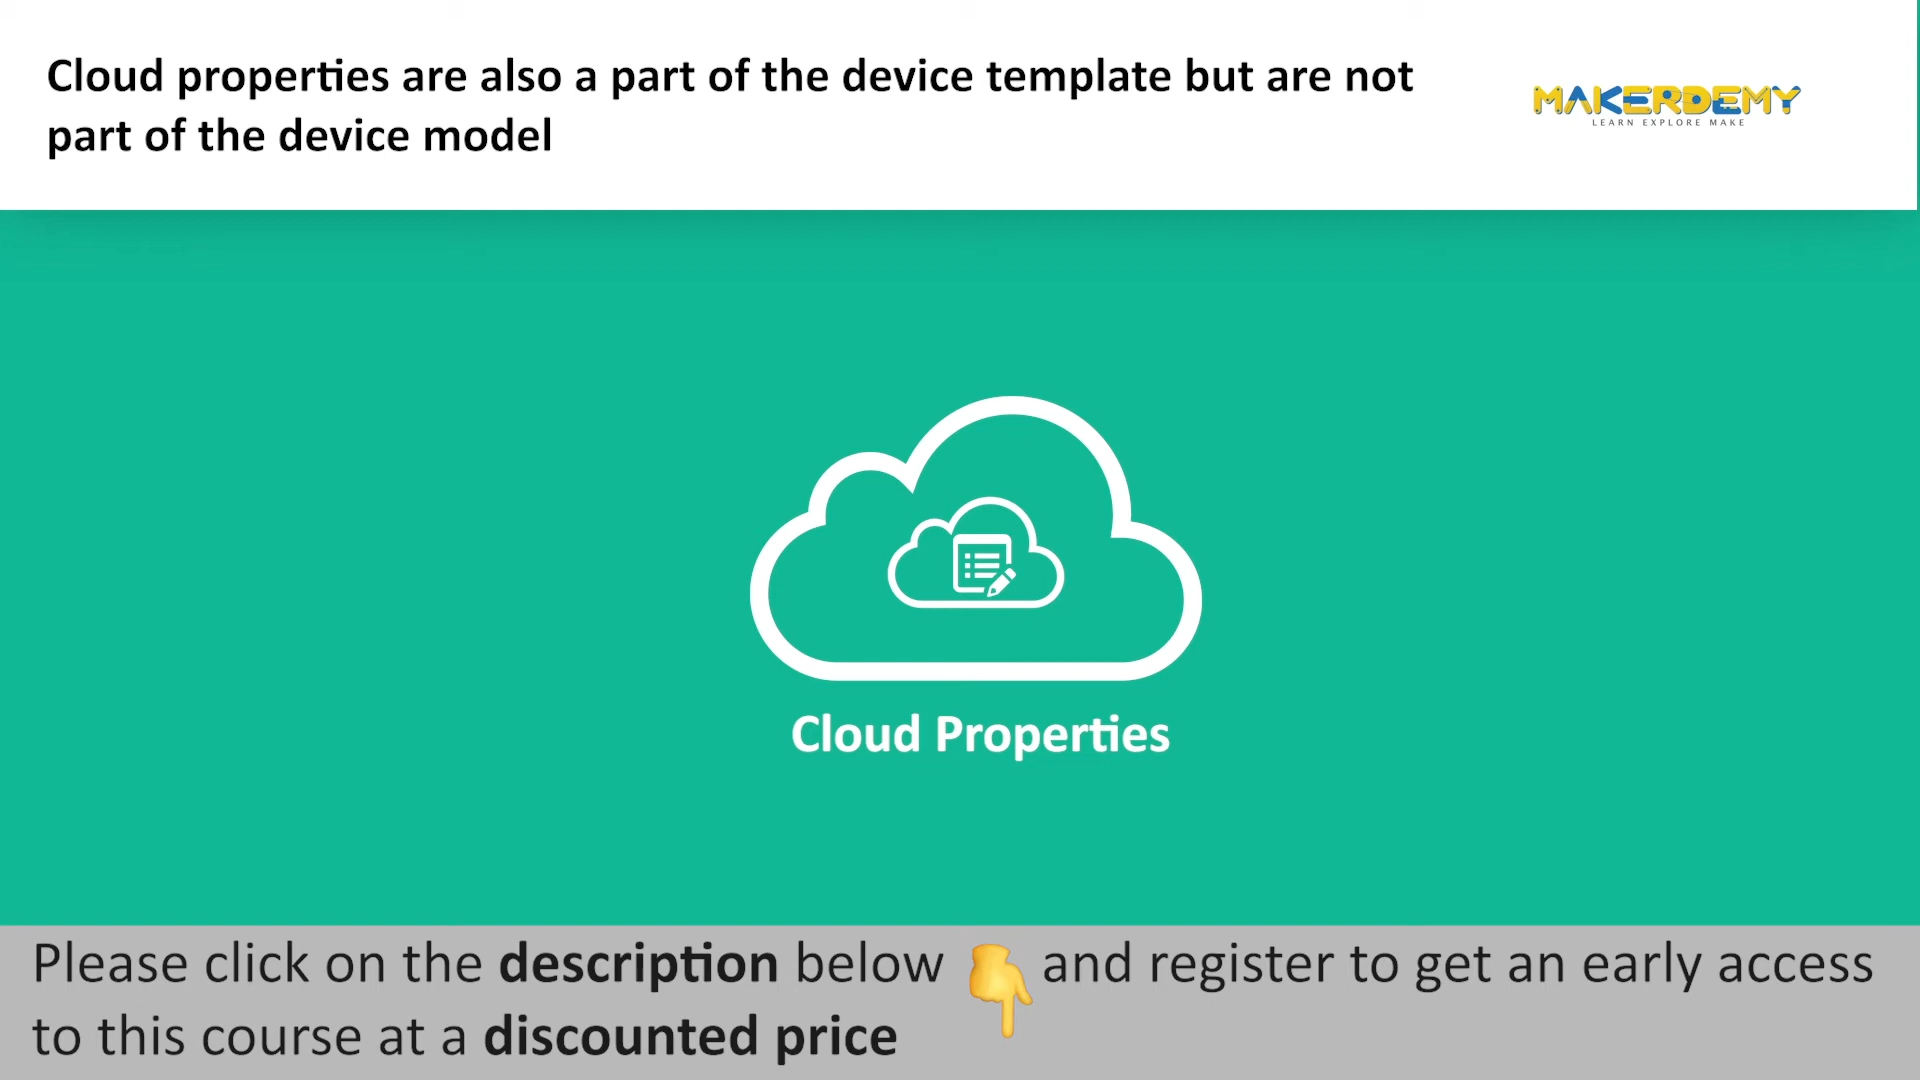 Cloud properties are also a part of the device template but are not
part of the device model
MAKERDEMY
LEARN EXPLORE MAKE
Cloud Properties
Please click on the description below 👇 and register to get an early access
to this course at a discounted price